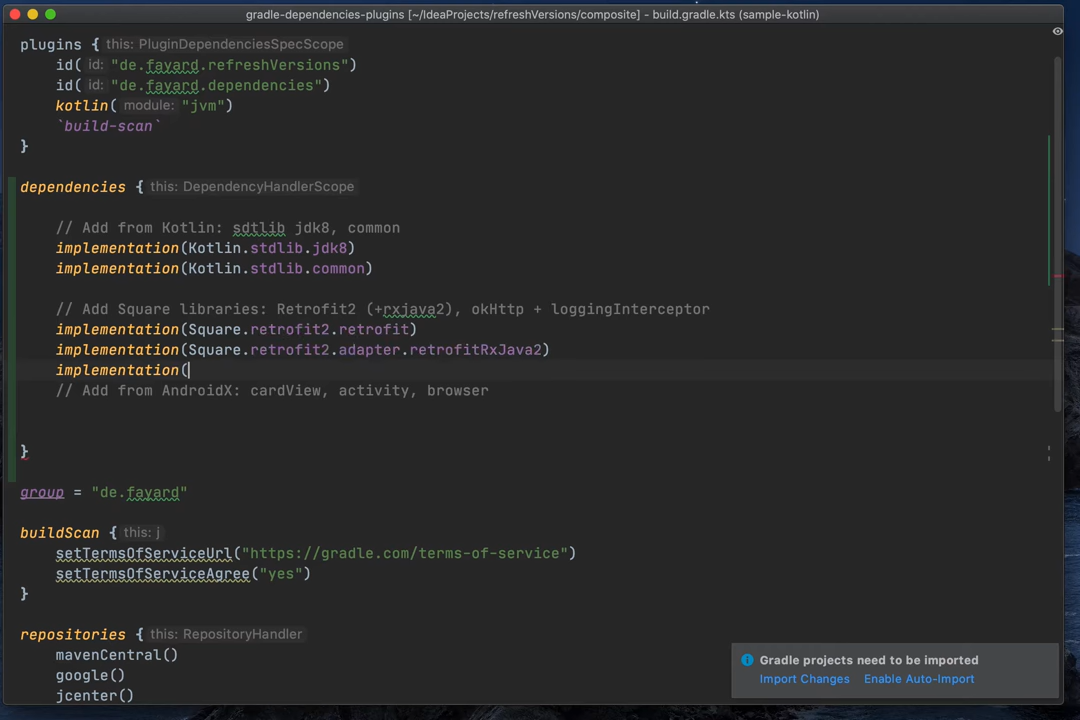 gradle-dependencies-plugins [~/IdeaProjects/refreshVersions/composite] - build.gradle.kts (sample-kotlin)
plugins { this: PluginDependenciesSpecScope
id( id: "de.fayard.refreshVersions")
id( id: "de.fayard.dependencies")
kotlin( module: "jvm")
`build-scan`
}
dependencies { this: DependencyHandlerScope
// Add from Kotlin: sdtlib jdk8, common
implementation(Kotlin.stdlib.jdk8)
implementation(Kotlin.stdlib.common)
// Add Square libraries: Retrofit2 (+rxjava2), okHttp + loggingInterceptor
implementation(Square.retrofit2.retrofit)
implementation(Square.retrofit2.adapter.retrofitRxJava2)
implementation(
// Add from AndroidX: cardView, activity, browser
}
group = "de.fayard"
buildScan { this: j
setTermsOfServiceUrl("https://gradle.com/terms-of-service")
setTermsOfServiceAgree("yes")
}
repositories { this: RepositoryHandler
mavenCentral()
google()
jcenter()
Gradle projects need to be imported
Import Changes Enable Auto-Import